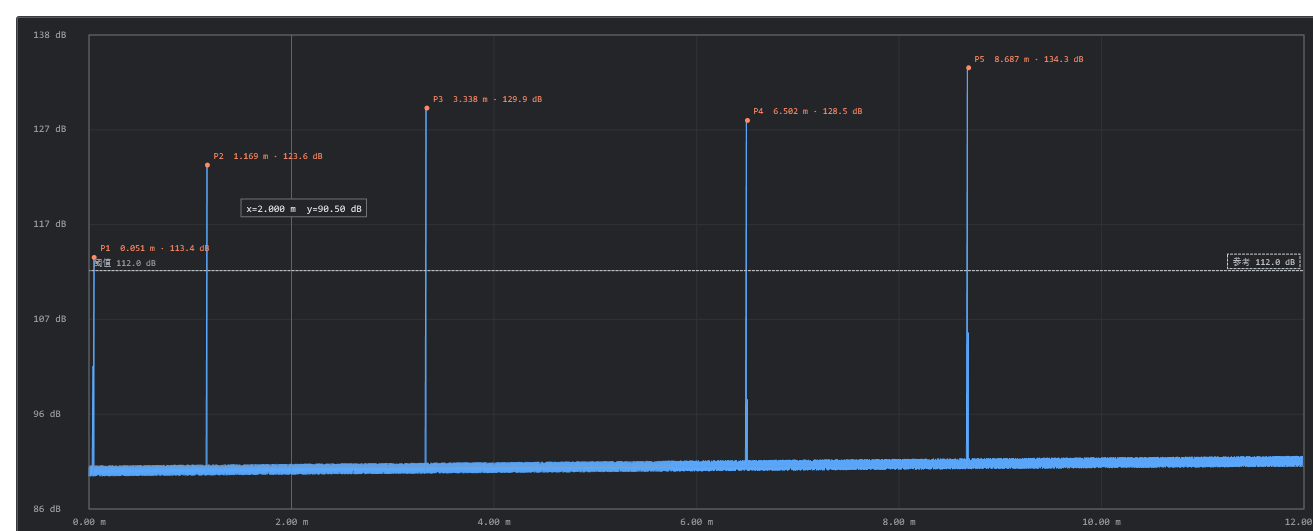 138 dB
P5 8.687 m · 134.3 dB
P3 3.338 m · 129.9 dB
P4 6.502 m · 128.5 dB
127 dB
P2 1.169 m · 123.6 dB
x=2.000 m y=90.50 dB
117 dB
P1 0.051 m · 113.4 dB
阈值 112.0 dB
参考 112.0 dB
107 dB
96 dB
86 dB
0.00 m
2.00 m
4.00 m
6.00 m
8.00 m
10.00 m
12.00